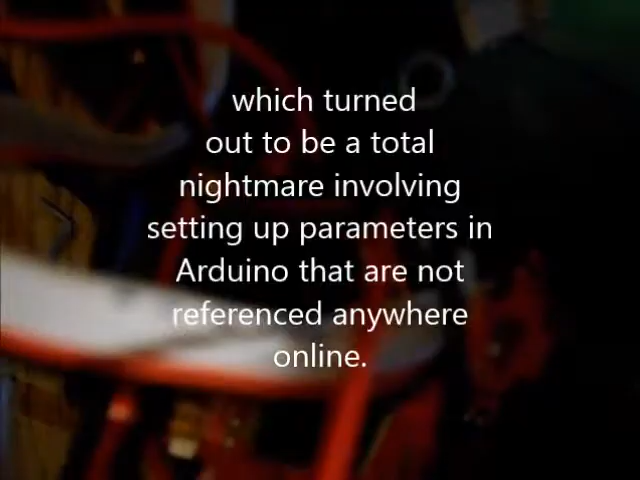 which turned
out to be a total
nightmare involving
setting up parameters in
Arduino that are not
referenced anywhere
online.